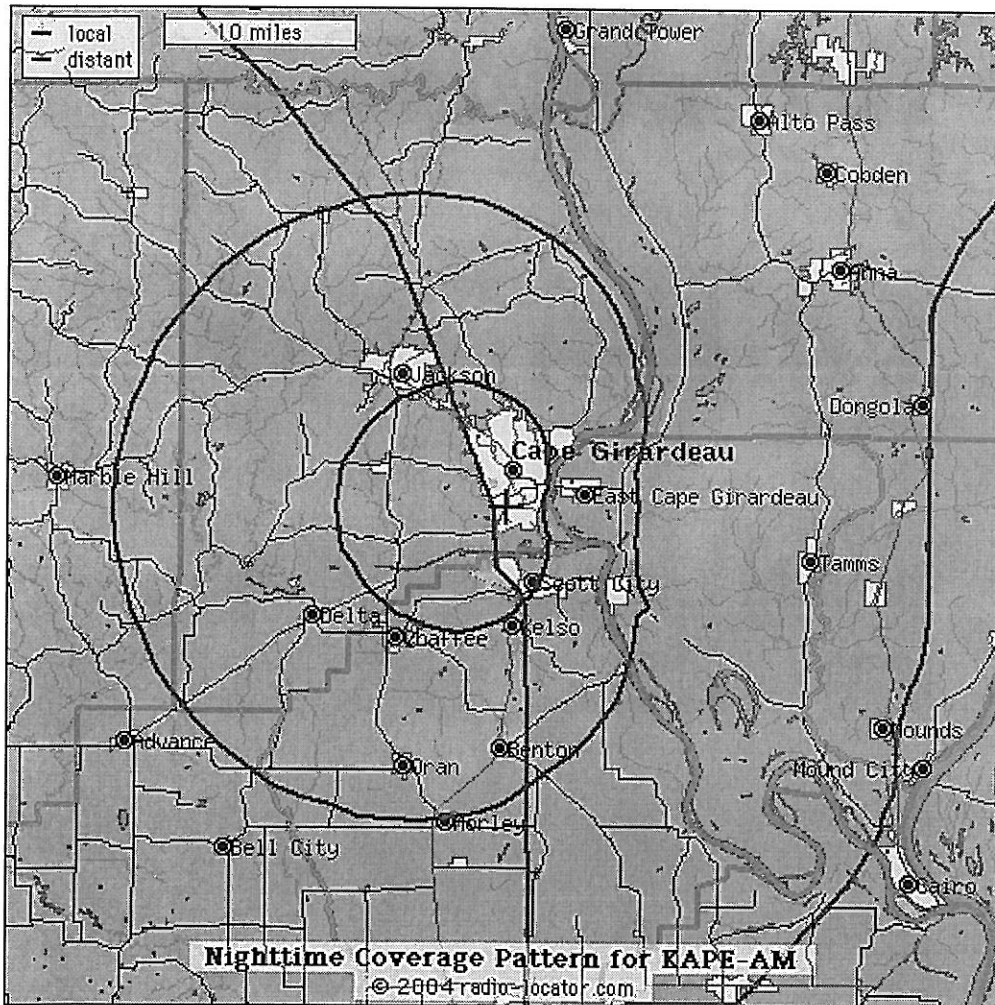 local
distant
10 miles
Grand Tower
Alto Pass
Cobden
Anna
Jackson
Dongola
Cape Girardeau
Marble Hill
East Cape Girardeau
Tamms
Scott City
Delta
Kelso
Chaffee
Advance
Benton
Mounds
Oran
Mound City
Morley
Bell City
Cairo
Nighttime Coverage Pattern for KAPE-AM
© 2004 radio-locator.com